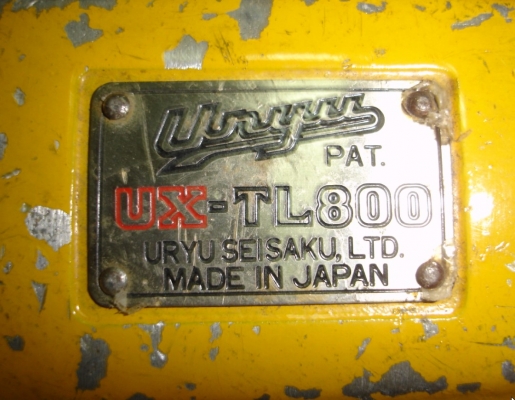 Uryu
PAT.
UX-TL800
URYU SEISAKU, LTD.
MADE IN JAPAN